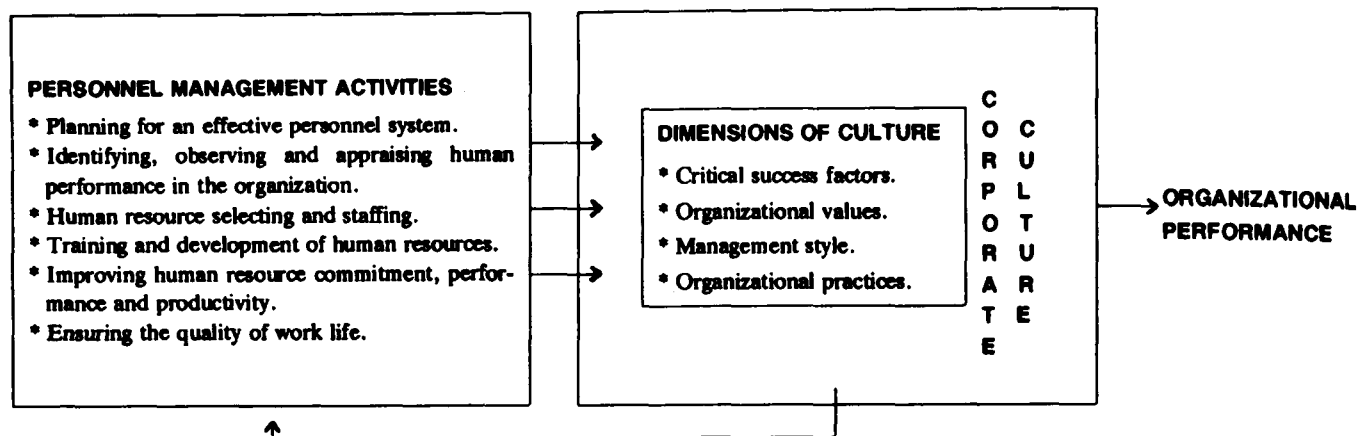 PERSONNEL MANAGEMENT ACTIVITIES
* Planning for an effective personnel system.
* Identifying, observing and appraising human
performance in the organization.
* Human resource selecting and staffing.
* Training and development of human resources.
* Improving human resource commitment, perfor-
mance and productivity.
* Ensuring the quality of work life.
DIMENSIONS OF CULTURE
* Critical success factors.
* Organizational values.
* Management style.
* Organizational practices.
CORPORATE
CULTURE
ORGANIZATIONAL
PERFORMANCE